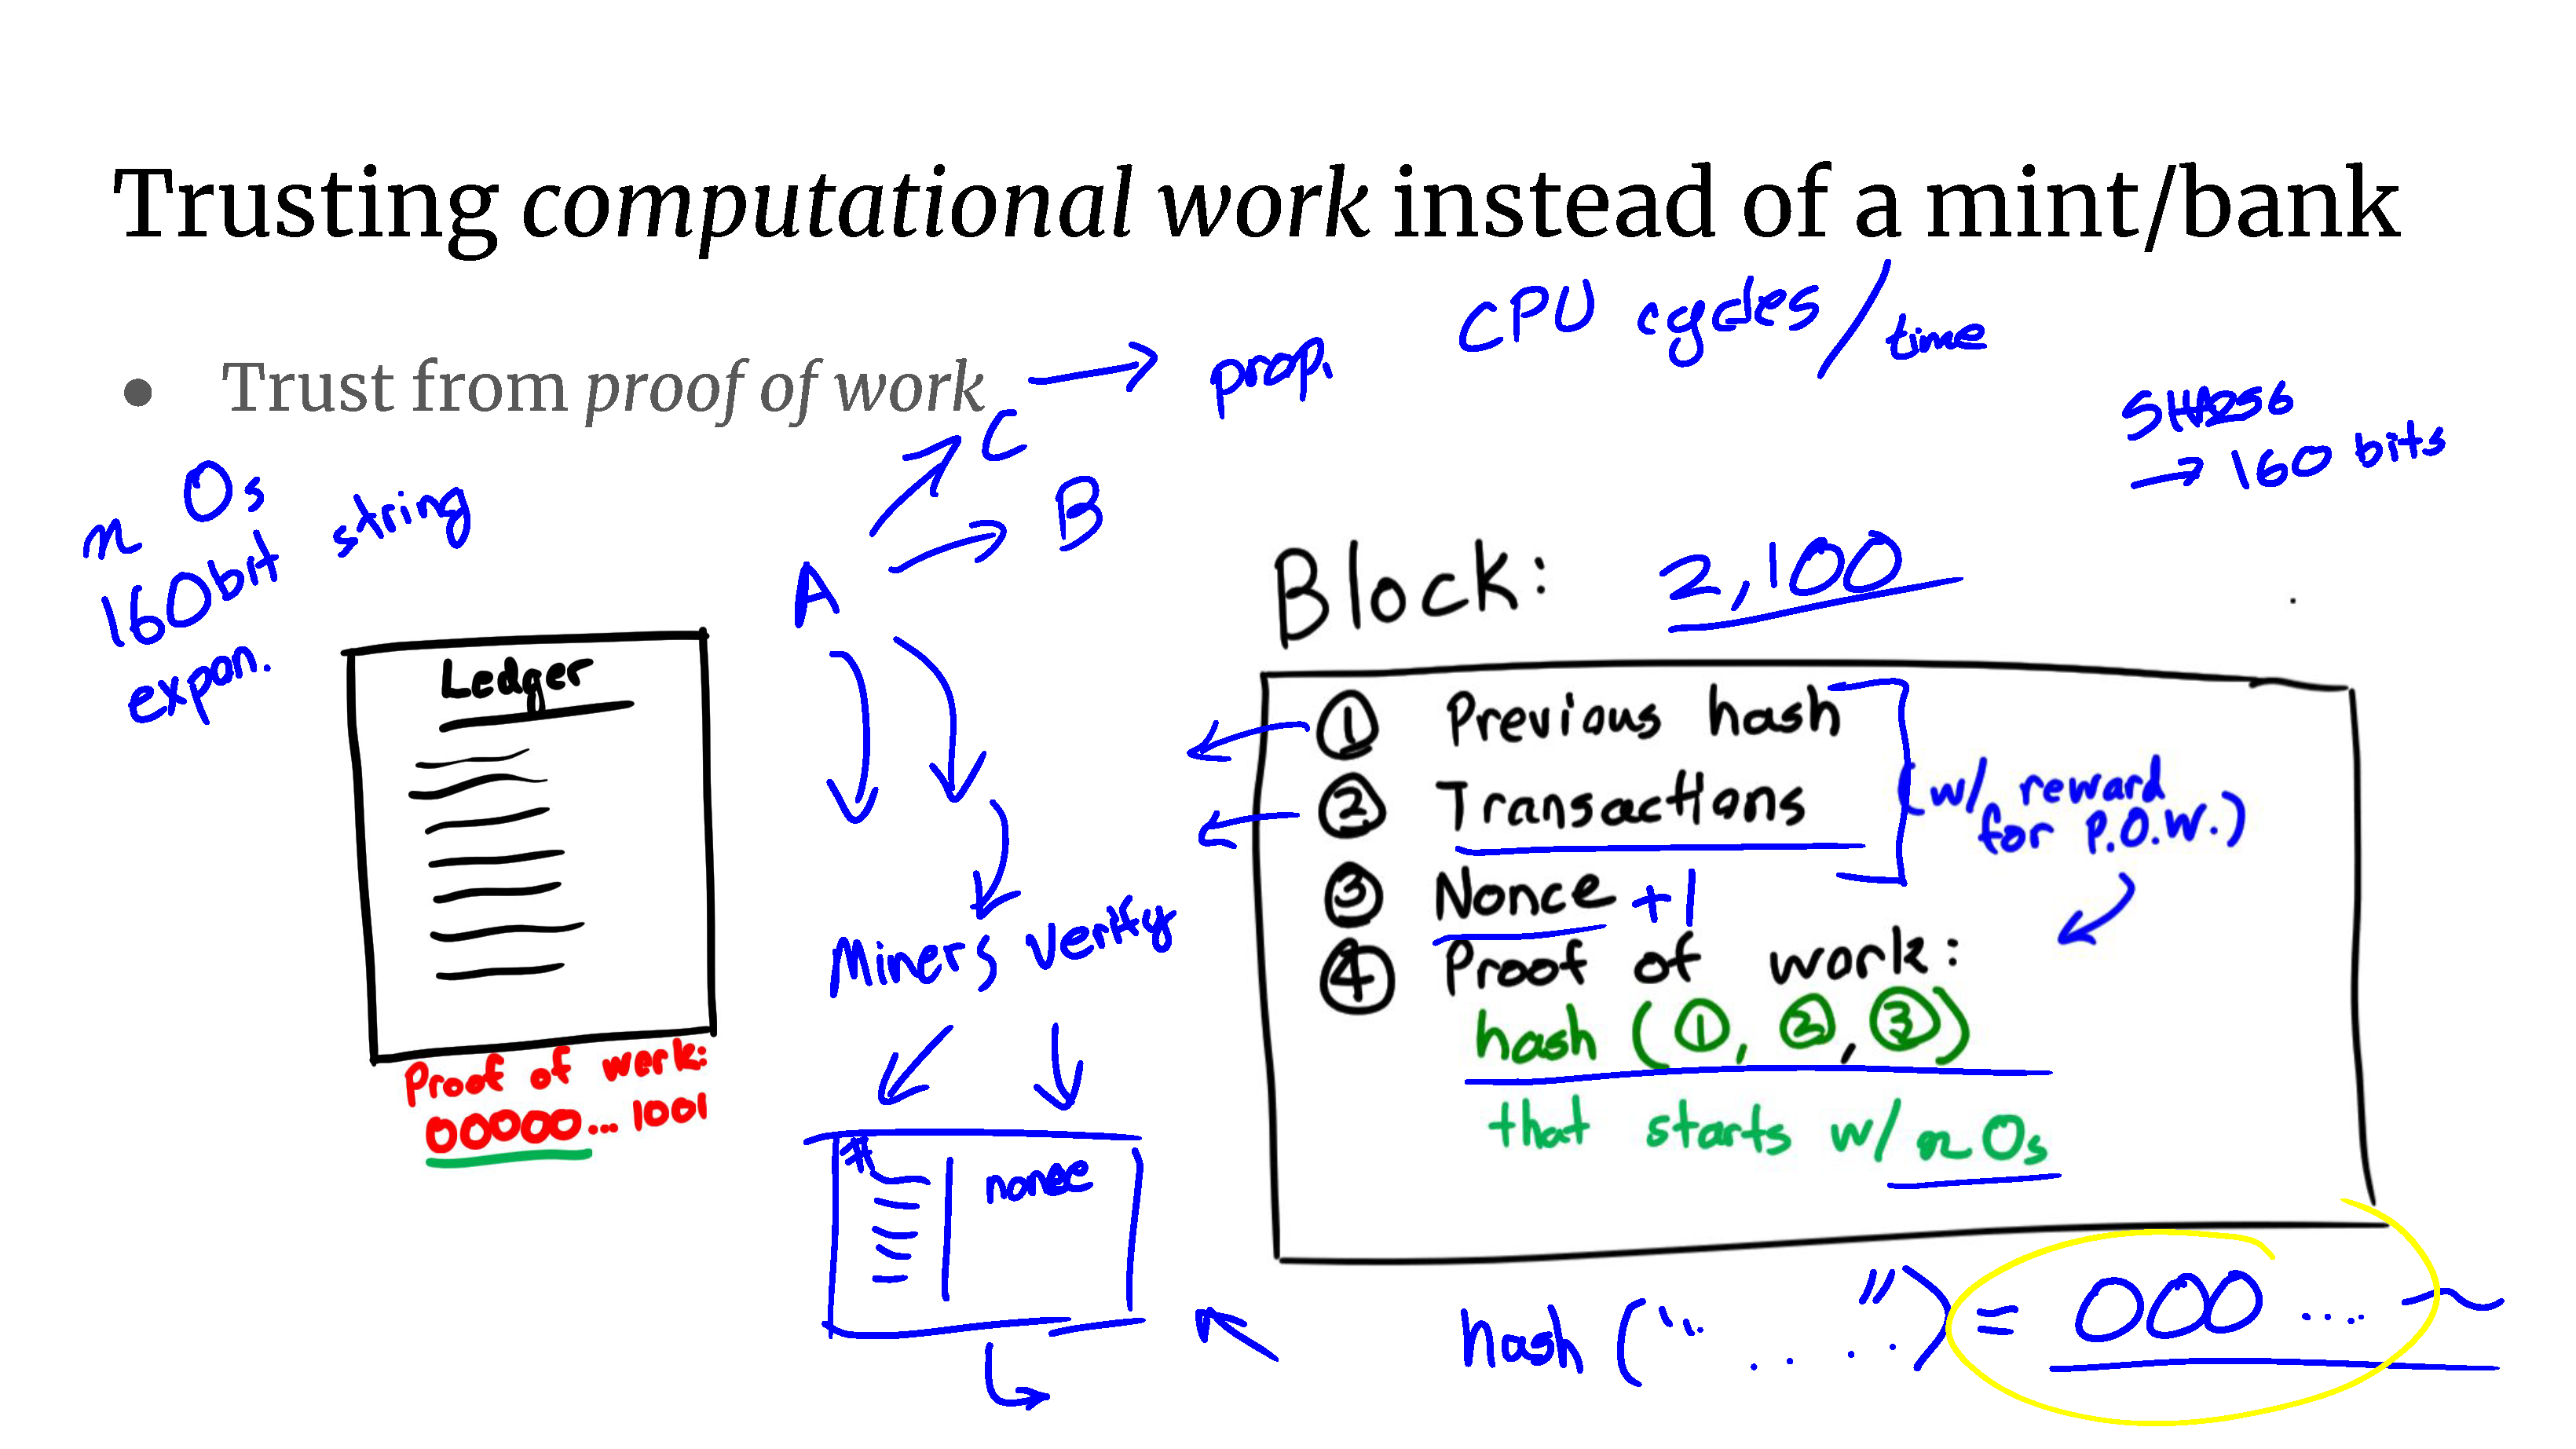 Trusting computational work instead of a mint/bank
CPU cycles/time
● Trust from proof of work → prop.
SHA256
→ 160 bits
n 0s
160bit string
expon.
C
B
A
Ledger
Proof of work:
00000... 1001
Miners verify
#
nonce
Block: 2,100
① Previous hash
② Transactions
(w/ reward
for P.O.W.)
③ Nonce +1
④ Proof of work:
hash (①, ②, ③)
that starts w/ n 0s
hash (".. . . . .") = 000 ....